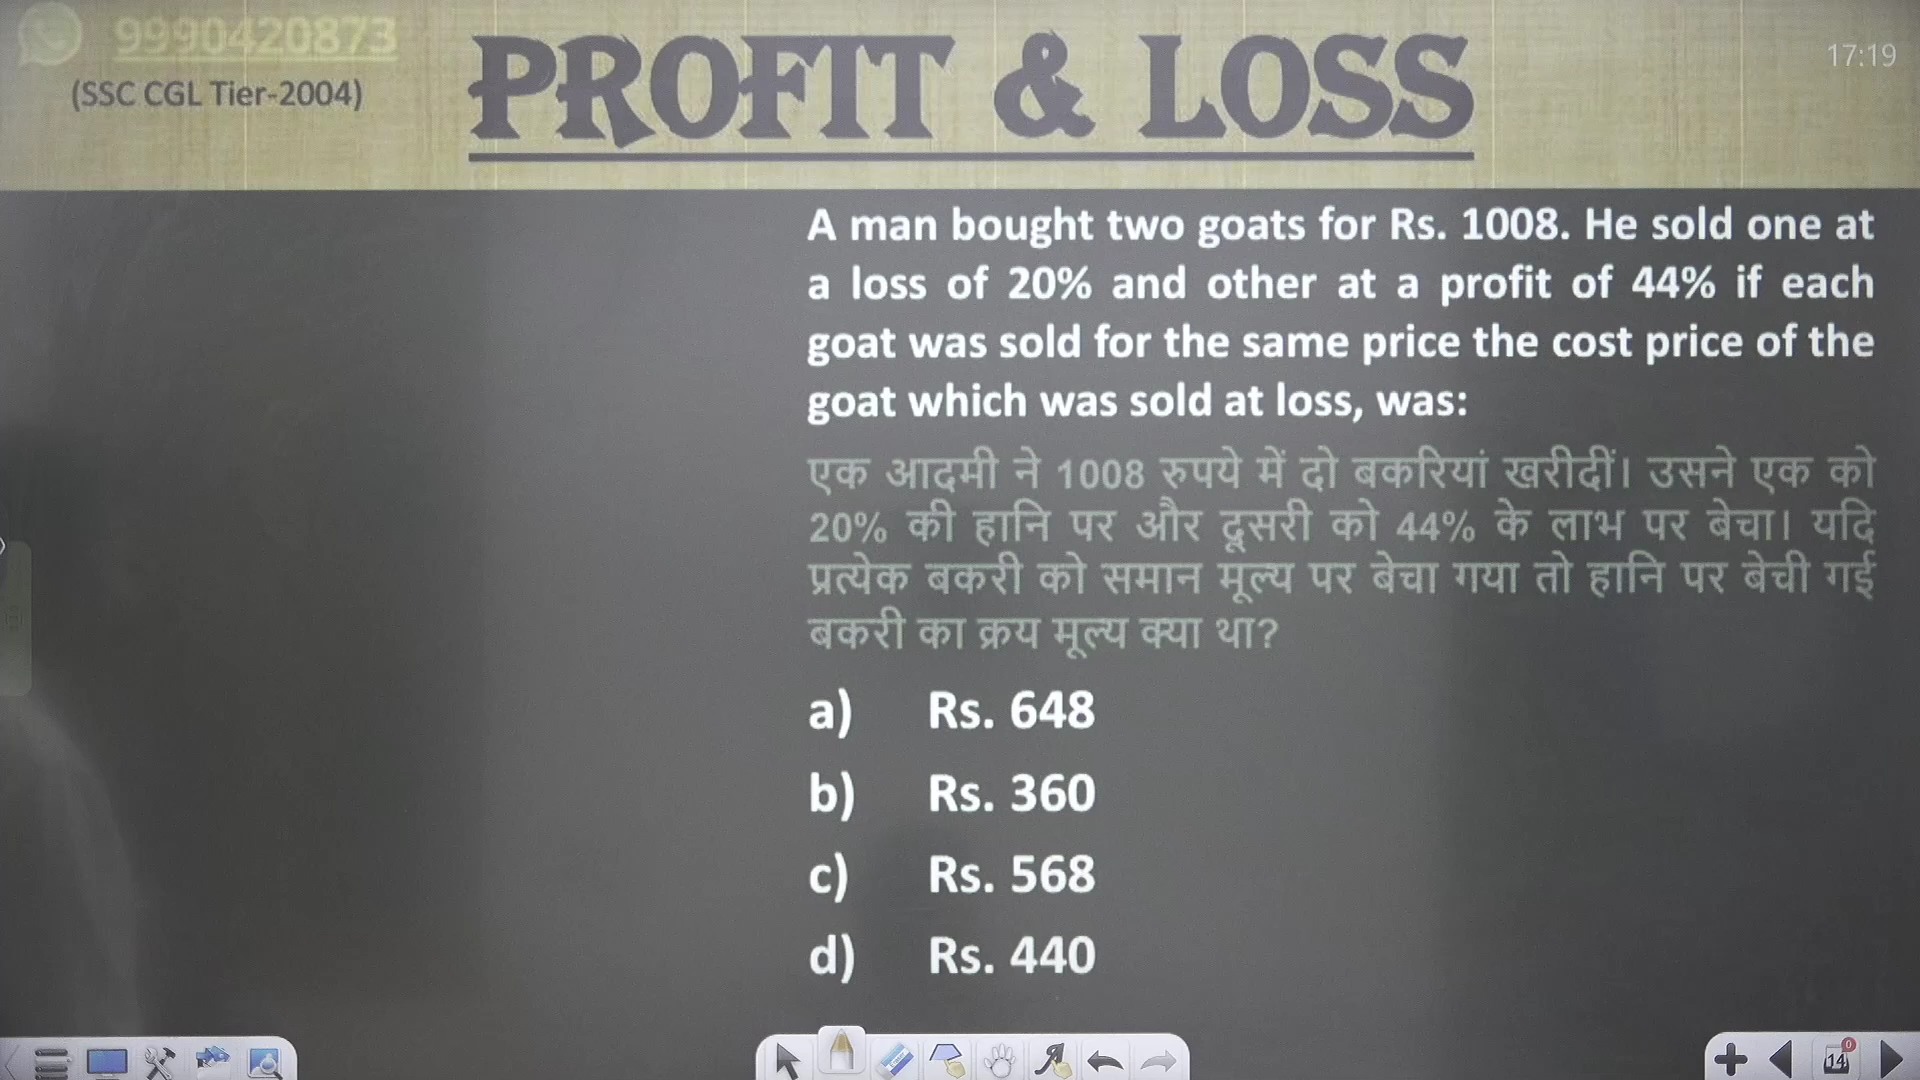 9990420873
(SSC CGL Tier-2004)
PROFIT & LOSS
17:19
A man bought two goats for Rs. 1008. He sold one at
a loss of 20% and other at a profit of 44% if each
goat was sold for the same price the cost price of the
goat which was sold at loss, was:
एक आदमी ने 1008 रुपये में दो बकरियां खरीदीं। उसने एक को
20% की हानि पर और दूसरी को 44% के लाभ पर बेचा। यदि
प्रत्येक बकरी को समान मूल्य पर बेचा गया तो हानि पर बेची गई
बकरी का क्रय मूल्य क्या था?
a) Rs. 648
b) Rs. 360
c) Rs. 568
d) Rs. 440
14
0